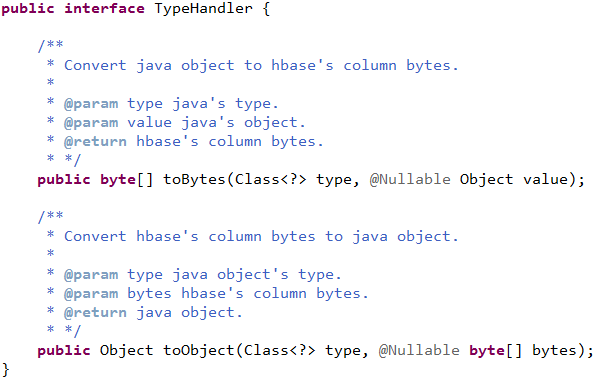 public interface TypeHandler {
/**
* Convert java object to hbase's column bytes.
*
* @param type java's type.
* @param value java's object.
* @return hbase's column bytes.
* */
public byte[] toBytes(Class<?> type, @Nullable Object value);
/**
* Convert hbase's column bytes to java object.
*
* @param type java object's type.
* @param bytes hbase's column bytes.
* @return java object.
* */
public Object toObject(Class<?> type, @Nullable byte[] bytes);
}